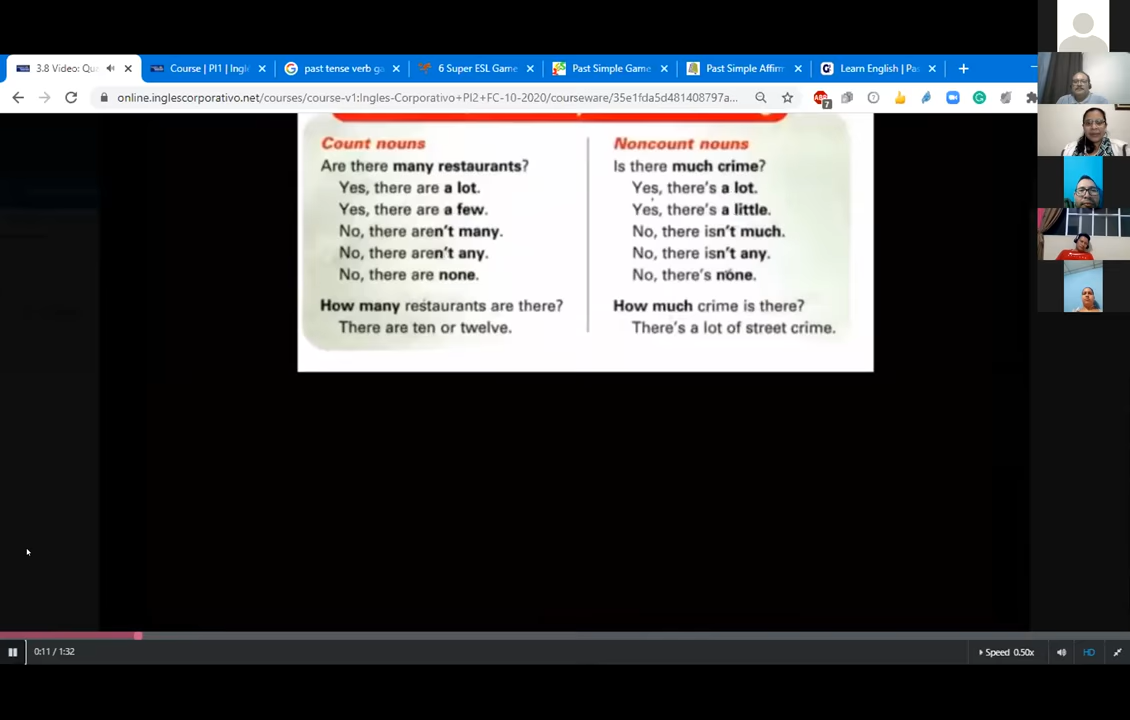 3.8 Video: Qu
Course | PI1 | Ingle
past tense verb ga
6 Super ESL Game
Past Simple Game
Past Simple Affirm
Learn English | Pas
online.inglescorporativo.net/courses/course-v1:Ingles-Corporativo+PI2+FC-10-2020/courseware/35e1fda5d481408797a...
Count nouns
Are there many restaurants?
Yes, there are a lot.
Yes, there are a few.
No, there aren't many.
No, there aren't any.
No, there are none.
How many restaurants are there?
There are ten or twelve.
Noncount nouns
Is there much crime?
Yes, there's a lot.
Yes, there's a little.
No, there isn't much.
No, there isn't any.
No, there's none.
How much crime is there?
There's a lot of street crime.
0:11 / 1:32
Speed 0.50x
HD